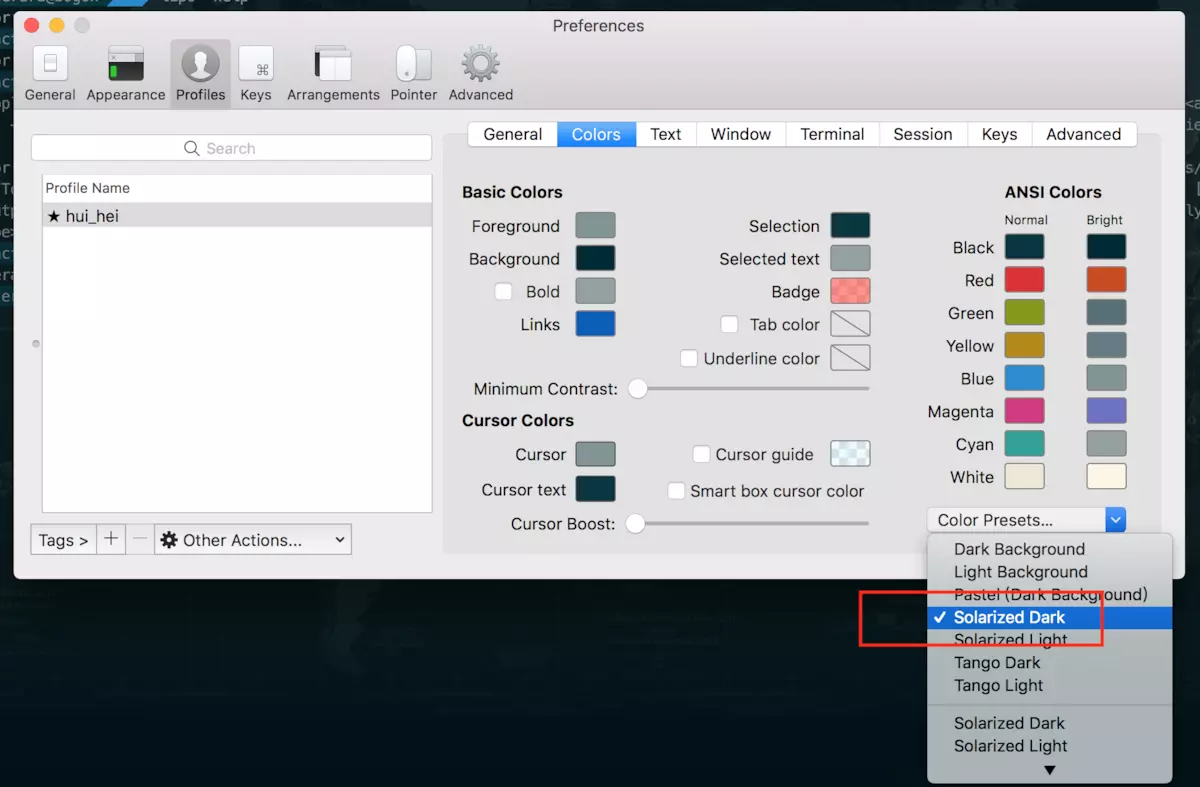 Preferences
General Appearance Profiles Keys Arrangements Pointer Advanced
Search
Profile Name
★ hui_hei
Tags > + − Other Actions...
General Colors Text Window Terminal Session Keys Advanced
Basic Colors
Foreground
Background
Bold
Links
Selection
Selected text
Badge
Tab color
Underline color
Minimum Contrast:
Cursor Colors
Cursor
Cursor text
Cursor guide
Smart box cursor color
Cursor Boost:
ANSI Colors
Normal Bright
Black
Red
Green
Yellow
Blue
Magenta
Cyan
White
Color Presets...
Dark Background
Light Background
Pastel (Dark Background)
✓ Solarized Dark
Solarized Light
Tango Dark
Tango Light
Solarized Dark
Solarized Light